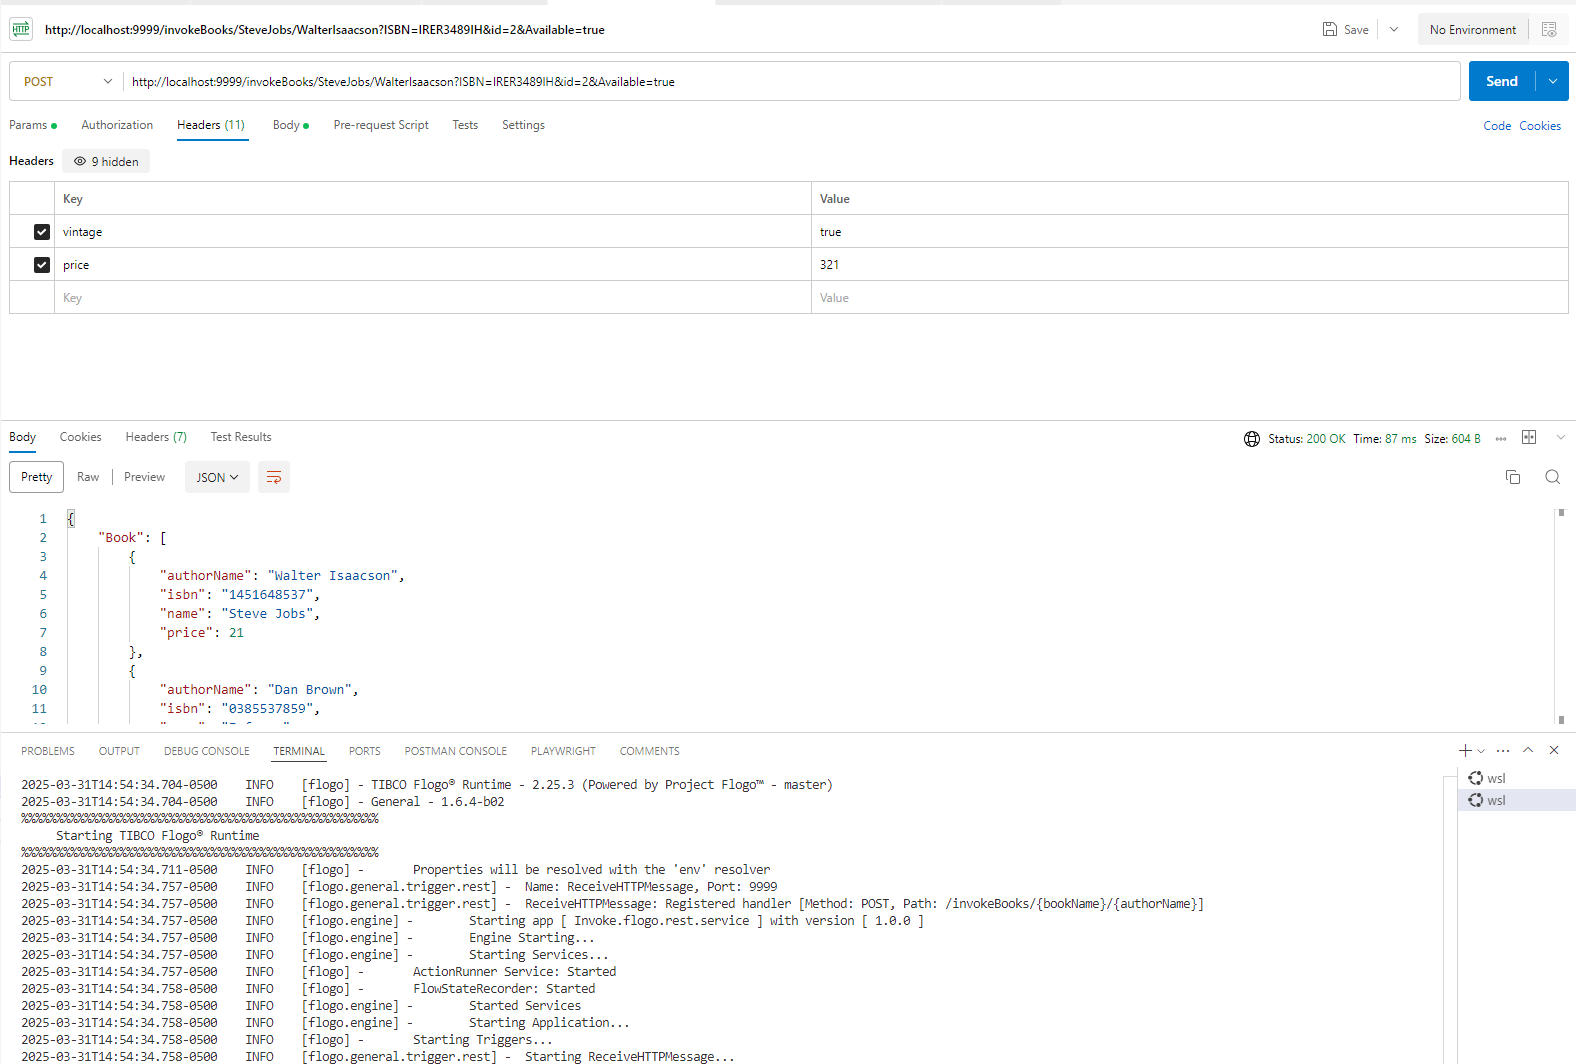 HTTP http://localhost:9999/invokeBooks/SteveJobs/WalterIsaacson?ISBN=IRER3489IH&id=2&Available=true Save No Environment
POST http://localhost:9999/invokeBooks/SteveJobs/WalterIsaacson?ISBN=IRER3489IH&id=2&Available=true Send
Params Authorization Headers (11) Body Pre-request Script Tests Settings Code Cookies
Headers 9 hidden
Key Value
vintage true
price 321
Key Value
Body Cookies Headers (7) Test Results Status: 200 OK Time: 87 ms Size: 604 B
Pretty Raw Preview JSON
1 {
2 "Book": [
3 {
4 "authorName": "Walter Isaacson",
5 "isbn": "1451648537",
6 "name": "Steve Jobs",
7 "price": 21
8 },
9 {
10 "authorName": "Dan Brown",
11 "isbn": "0385537859",
PROBLEMS OUTPUT DEBUG CONSOLE TERMINAL PORTS POSTMAN CONSOLE PLAYWRIGHT COMMENTS
wsl
wsl
2025-03-31T14:54:34.704-0500 INFO [flogo] - TIBCO Flogo® Runtime - 2.25.3 (Powered by Project Flogo™ - master)
2025-03-31T14:54:34.704-0500 INFO [flogo] - General - 1.6.4-b02
%%%%%%%%%%%%%%%%%%%%%%%%%%%%%%%%%%%%%%%%%%%%%%%%%%%
Starting TIBCO Flogo® Runtime
%%%%%%%%%%%%%%%%%%%%%%%%%%%%%%%%%%%%%%%%%%%%%%%%%%%
2025-03-31T14:54:34.711-0500 INFO [flogo] - Properties will be resolved with the 'env' resolver
2025-03-31T14:54:34.757-0500 INFO [flogo.general.trigger.rest] - Name: ReceiveHTTPMessage, Port: 9999
2025-03-31T14:54:34.757-0500 INFO [flogo.general.trigger.rest] - ReceiveHTTPMessage: Registered handler [Method: POST, Path: /invokeBooks/{bookName}/{authorName}]
2025-03-31T14:54:34.757-0500 INFO [flogo.engine] - Starting app [ Invoke.flogo.rest.service ] with version [ 1.0.0 ]
2025-03-31T14:54:34.757-0500 INFO [flogo.engine] - Engine Starting...
2025-03-31T14:54:34.757-0500 INFO [flogo.engine] - Starting Services...
2025-03-31T14:54:34.757-0500 INFO [flogo] - ActionRunner Service: Started
2025-03-31T14:54:34.758-0500 INFO [flogo] - FlowStateRecorder: Started
2025-03-31T14:54:34.758-0500 INFO [flogo.engine] - Started Services
2025-03-31T14:54:34.758-0500 INFO [flogo.engine] - Starting Application...
2025-03-31T14:54:34.758-0500 INFO [flogo] - Starting Triggers...
2025-03-31T14:54:34.758-0500 INFO [flogo.general.trigger.rest] - Starting ReceiveHTTPMessage...